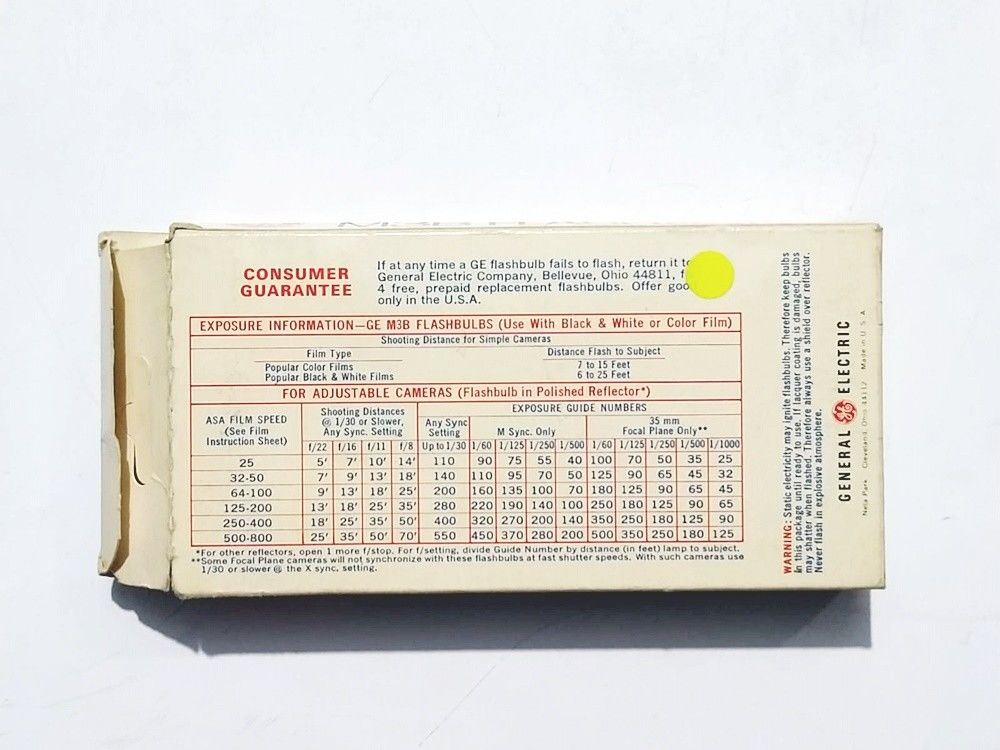 CONSUMER
GUARANTEE
If at any time a GE flashbulb fails to flash, return it to
General Electric Company, Bellevue, Ohio 44811,
4 free, prepaid replacement flashbulbs. Offer
only in the U.S.A.
EXPOSURE INFORMATION—GE M3B FLASHBULBS (Use With Black & White or Color Film)
Shooting Distance for Simple Cameras
Film Type Distance Flash to Subject
Popular Color Films 7 to 15 Feet
Popular Black & White Films 6 to 25 Feet
FOR ADJUSTABLE CAMERAS (Flashbulb in Polished Reflector*)
ASA FILM SPEED
(See Film
Instruction Sheet)
Shooting Distances
@ 1/30 or Slower,
Any Sync. Setting
EXPOSURE GUIDE NUMBERS
Any Sync
Setting
M Sync. Only
35 mm
Focal Plane Only**
f/22 f/16 f/11 f/8 Up to 1/30 1/60 1/125 1/250 1/500 1/60 1/125 1/250 1/500 1/1000
25 5' 7' 10' 14' 110 90 75 55 40 100 70 50 35 25
32-50 7' 9' 13' 18' 140 110 95 70 50 125 90 65 45 32
64-100 9' 13' 18' 25' 200 160 135 100 70 180 125 90 65 45
125-200 13' 18' 25' 35' 280 220 190 140 100 250 180 125 90 65
250-400 18' 25' 35' 50' 400 320 270 200 140 350 250 180 125 90
500-800 25' 35' 50' 70' 550 450 370 280 200 500 350 250 180 125
*For other reflectors, open 1 more f/stop. For f/setting, divide Guide Number by distance (in feet) lamp to subject.
**Some Focal Plane cameras will not synchronize with these flashbulbs at fast shutter speeds. With such cameras use
1/30 or slower @ the X sync. setting.
WARNING: Static electricity may ignite flashbulbs. Therefore keep bulbs
in this package until ready to use. If lacquer coating is damaged, bulbs
may shatter when flashed. Therefore always use a shield over reflector.
Never flash in explosive atmosphere.
GENERAL GE ELECTRIC
Nela Park Cleveland, Ohio 44112 Made in U.S.A.